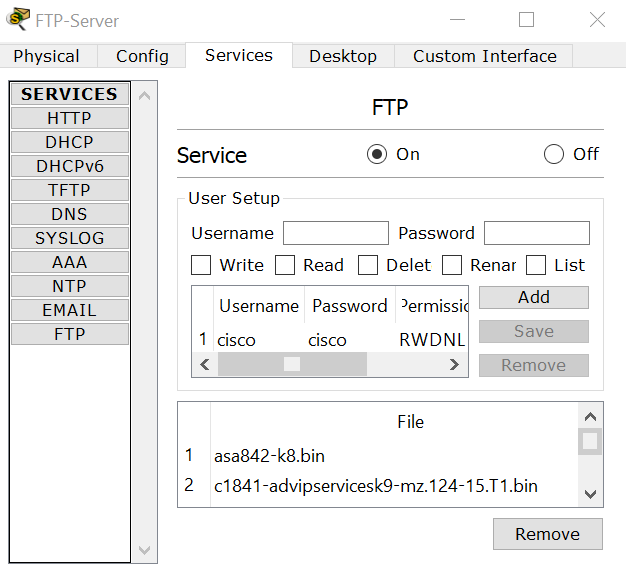 FTP-Server
Physical Config Services Desktop Custom Interface
SERVICES
HTTP
DHCP
DHCPv6
TFTP
DNS
SYSLOG
AAA
NTP
EMAIL
FTP
FTP
Service On Off
User Setup
Username Password
Write Read Delet Renar List
Username Password Permissio
1 cisco cisco RWDNL
Add
Save
Remove
File
1 asa842-k8.bin
2 c1841-advipservicesk9-mz.124-15.T1.bin
Remove